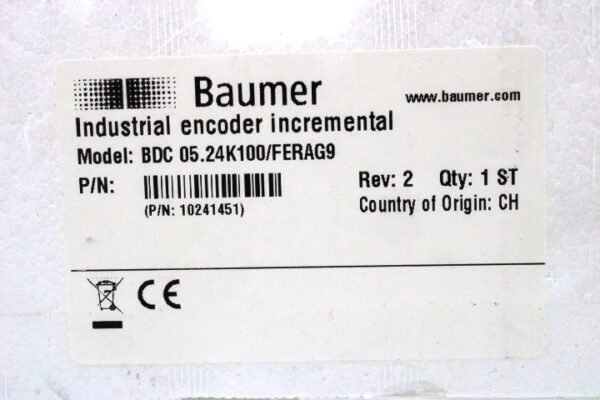 Baumer www.baumer.com
Industrial encoder incremental
Model: BDC 05.24K100/FERAG9
P/N: Rev: 2 Qty: 1 ST
(P/N: 10241451) Country of Origin: CH
CE